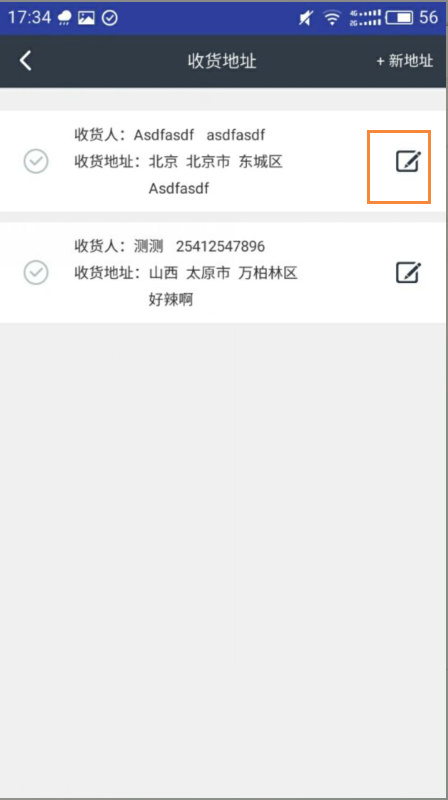 17:34 56
收货地址 + 新地址
收货人：Asdfasdf asdfasdf
收货地址：北京 北京市 东城区
Asdfasdf
收货人：测测 25412547896
收货地址：山西 太原市 万柏林区
好辣啊